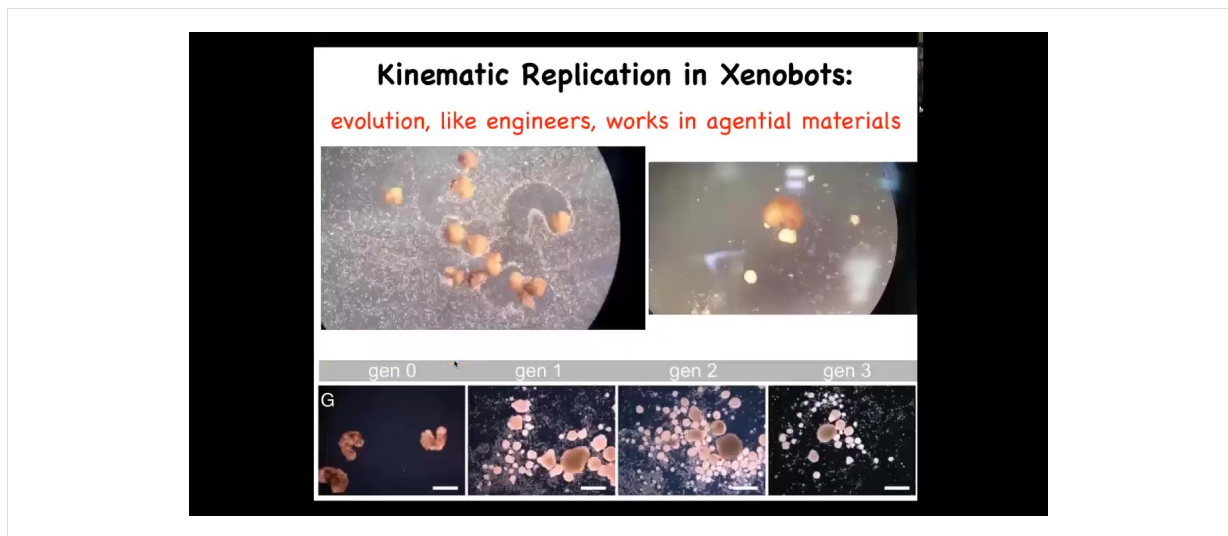 Kinematic Replication in Xenobots:
evolution, like engineers, works in agential materials
gen 0 gen 1 gen 2 gen 3
G